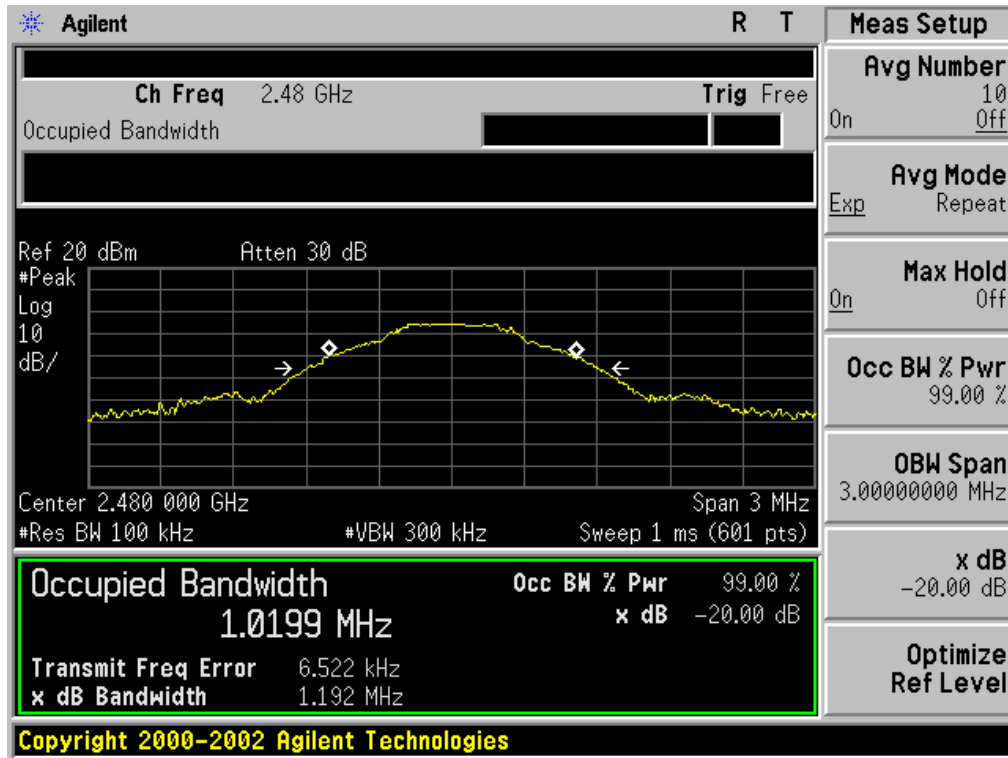 Agilent R T
Ch Freq 2.48 GHz Trig Free
Occupied Bandwidth
Ref 20 dBm Atten 30 dB
#Peak
Log
10
dB/
Center 2.480 000 GHz Span 3 MHz
#Res BW 100 kHz #VBW 300 kHz Sweep 1 ms (601 pts)
Occupied Bandwidth
1.0199 MHz
Occ BW % Pwr 99.00 %
x dB -20.00 dB
Transmit Freq Error 6.522 kHz
x dB Bandwidth 1.192 MHz
Copyright 2000-2002 Agilent Technologies
Meas Setup
Avg Number
10
On Off
Avg Mode
Exp Repeat
Max Hold
On Off
Occ BW % Pwr
99.00 %
OBW Span
3.00000000 MHz
x dB
-20.00 dB
Optimize
Ref Level